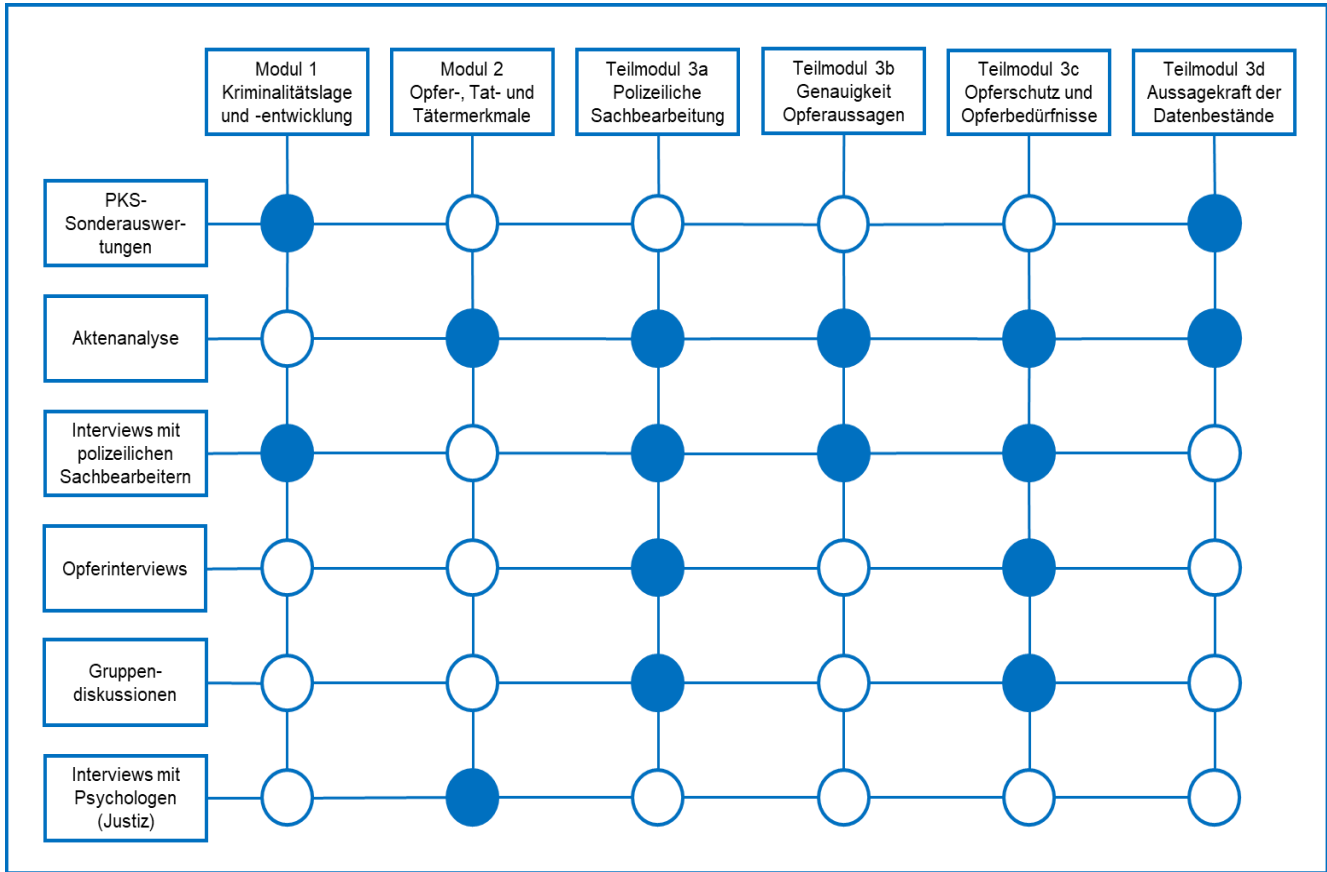 Modul 1
Kriminalitätslage
und -entwicklung
Modul 2
Opfer-, Tat- und
Tätermerkmale
Teilmodul 3a
Polizeiliche
Sachbearbeitung
Teilmodul 3b
Genauigkeit
Opferaussagen
Teilmodul 3c
Opferschutz und
Opferbedürfnisse
Teilmodul 3d
Aussagekraft der
Datenbestände
PKS-
Sonderauswer-
tungen
Aktenanalyse
Interviews mit
polizeilichen
Sachbearbeitern
Opferinterviews
Gruppen-
diskussionen
Interviews mit
Psychologen
(Justiz)